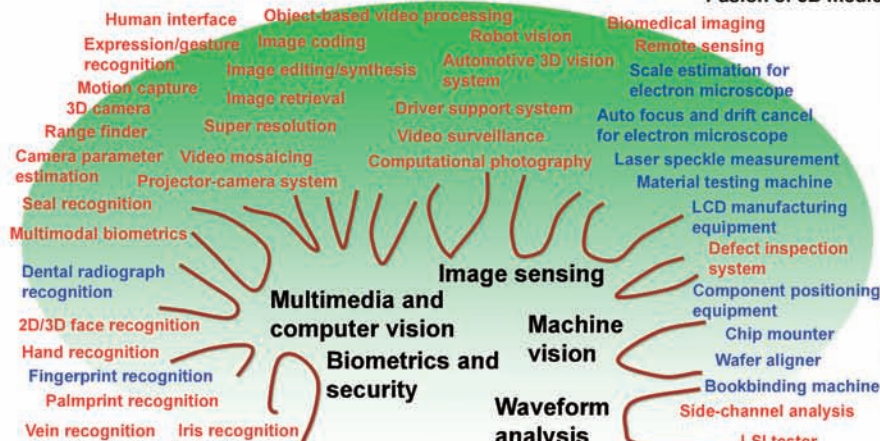 Human interface
Object-based video processing
Expression/gesture
recognition
Image coding
Robot vision
Biomedical imaging
Remote sensing
Motion capture
Image editing/synthesis
Automotive 3D vision
system
Scale estimation for
electron microscope
3D camera
Image retrieval
Driver support system
Auto focus and drift cancel
for electron microscope
Range finder
Super resolution
Video surveillance
Camera parameter
estimation
Video mosaicing
Computational photography
Laser speckle measurement
Projector-camera system
Material testing machine
Seal recognition
LCD manufacturing
equipment
Multimodal biometrics
Defect inspection
system
Dental radiograph
recognition
Image sensing
Component positioning
equipment
Multimedia and
computer vision
2D/3D face recognition
Machine
vision
Chip mounter
Hand recognition
Biometrics and
security
Wafer aligner
Fingerprint recognition
Bookbinding machine
Palmprint recognition
Waveform
analysis
Side-channel analysis
Vein recognition
Iris recognition
LSI tester